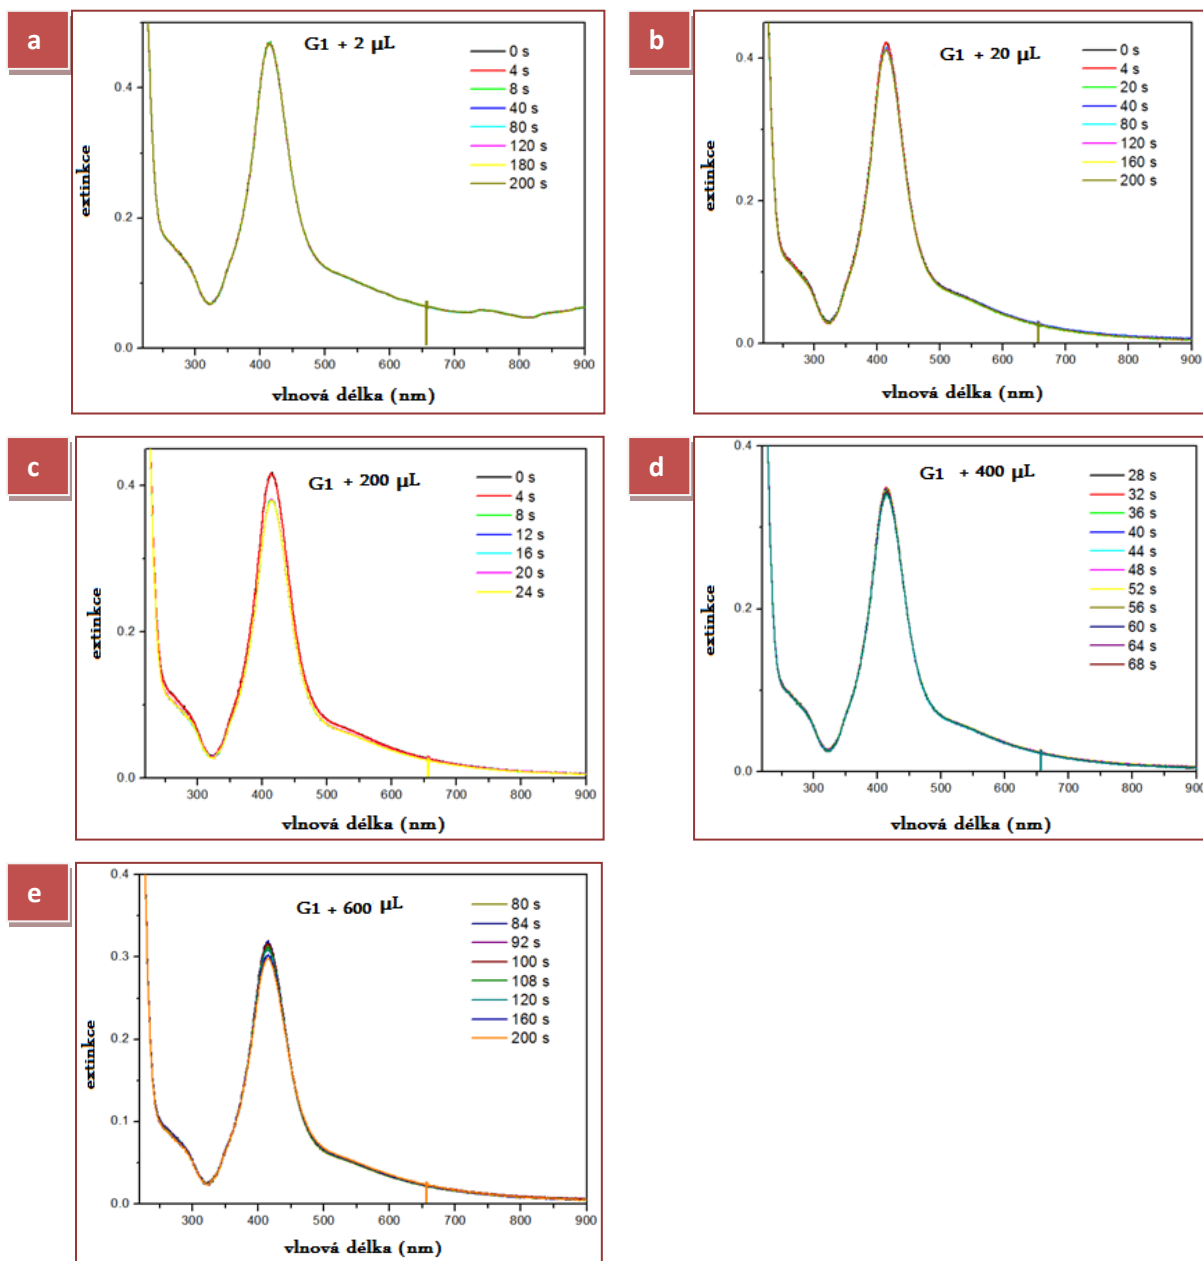 a
G1 + 2 µL
0 s
4 s
8 s
40 s
80 s
120 s
180 s
200 s
extinkce
0.4
0.2
0.0
300 400 500 600 700 800 900
vlnová délka (nm)
b
G1 + 20 µL
0 s
4 s
20 s
40 s
80 s
120 s
160 s
200 s
extinkce
0.4
0.2
0.0
300 400 500 600 700 800 900
vlnová délka (nm)
c
G1 + 200 µL
0 s
4 s
8 s
12 s
16 s
20 s
24 s
extinkce
0.4
0.2
0.0
300 400 500 600 700 800 900
vlnová délka (nm)
d
G1 + 400 µL
28 s
32 s
36 s
40 s
44 s
48 s
52 s
56 s
60 s
64 s
68 s
extinkce
0.4
0.2
0.0
300 400 500 600 700 800 900
vlnová délka (nm)
e
G1 + 600 µL
80 s
84 s
92 s
100 s
108 s
120 s
160 s
200 s
extinkce
0.4
0.3
0.2
0.1
0.0
300 400 500 600 700 800 900
vlnová délka (nm)